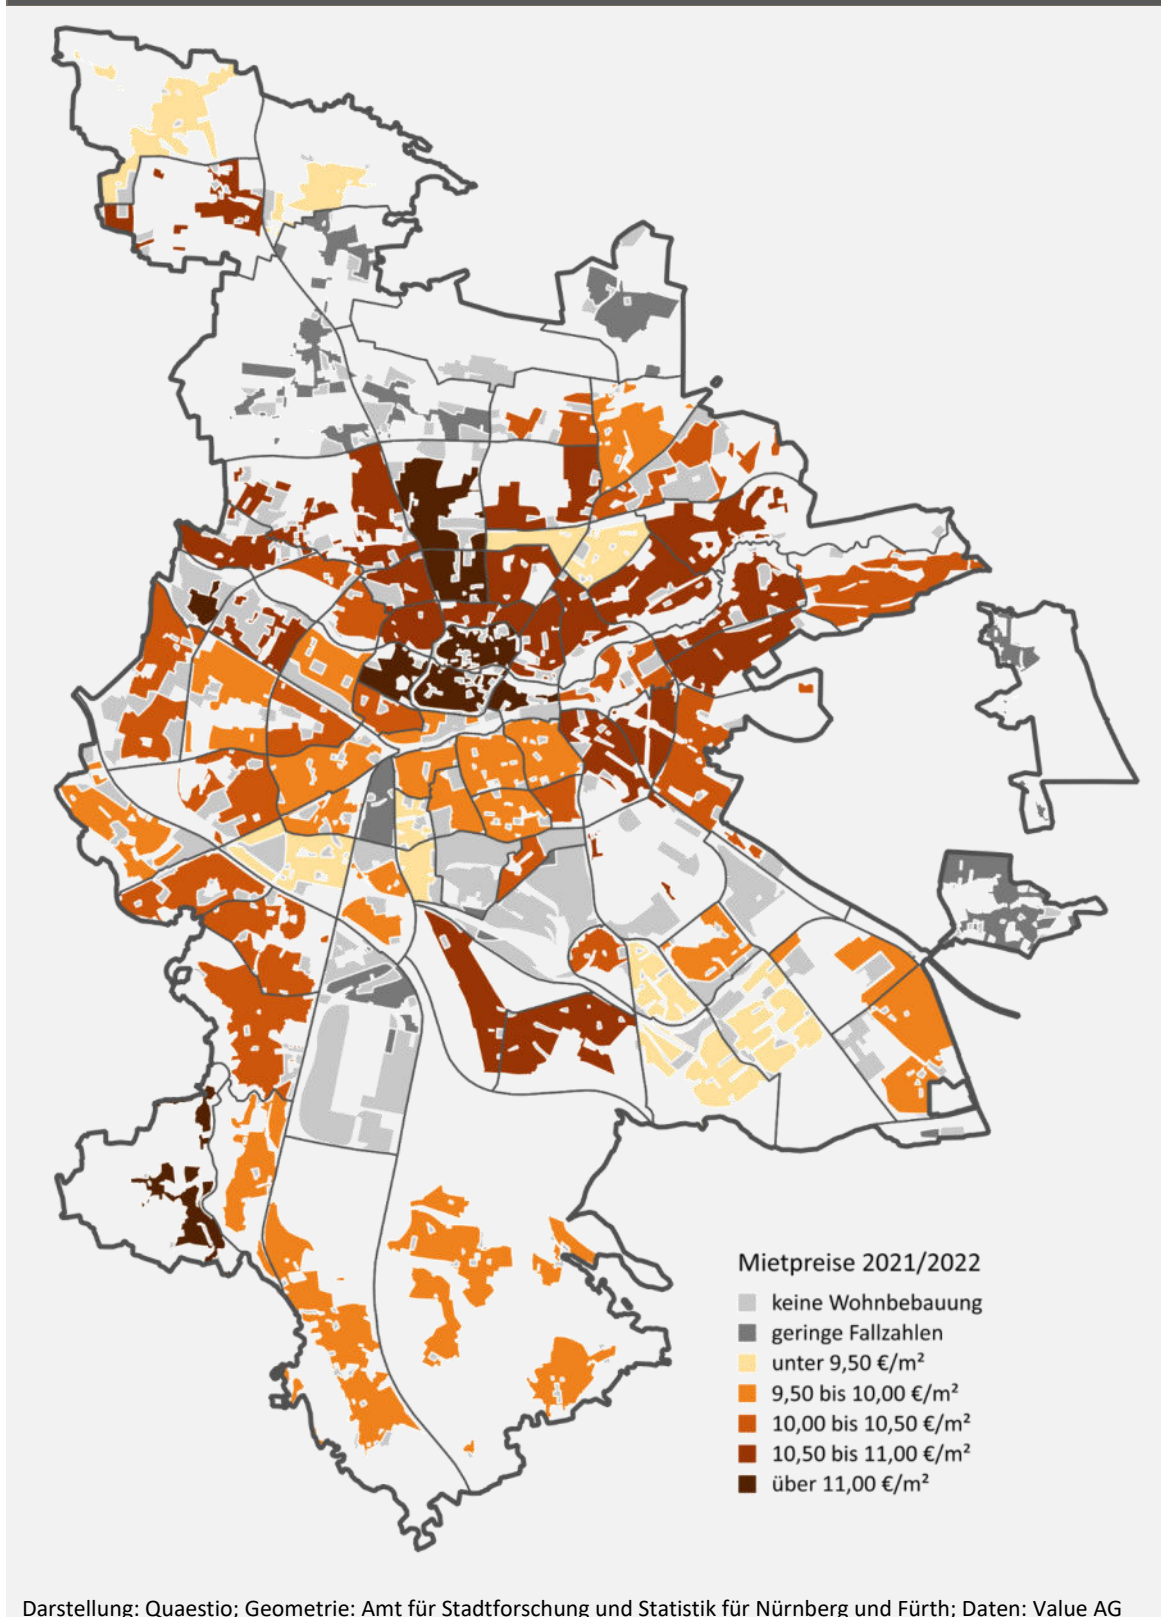 Mietpreise 2021/2022
keine Wohnbebauung
geringe Fallzahlen
unter 9,50 €/m²
9,50 bis 10,00 €/m²
10,00 bis 10,50 €/m²
10,50 bis 11,00 €/m²
über 11,00 €/m²
Darstellung: Quaestio; Geometrie: Amt für Stadtforschung und Statistik für Nürnberg und Fürth; Daten: Value AG